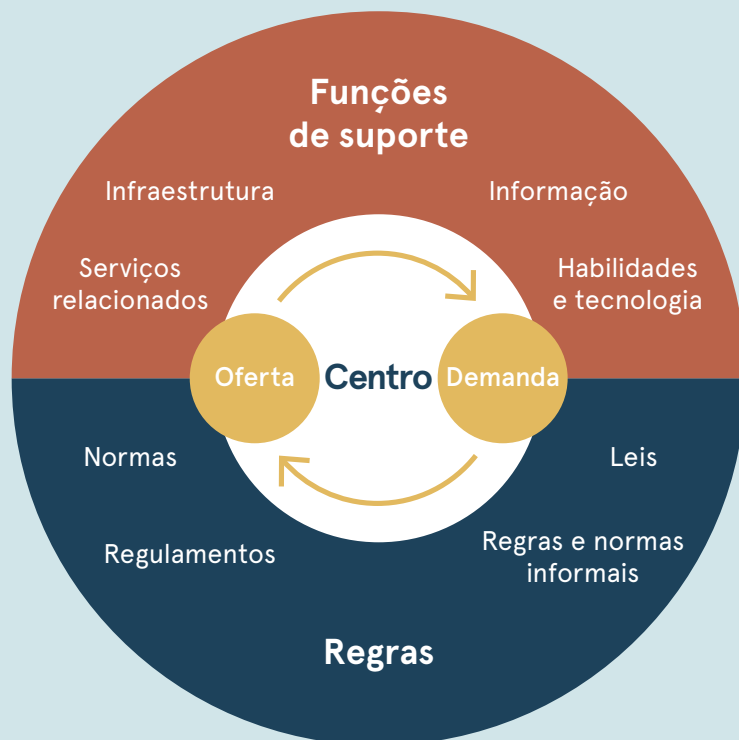 Funções
de suporte
Infraestrutura
Informação
Serviços
relacionados
Habilidades
e tecnologia
Oferta
Centro
Demanda
Normas
Leis
Regulamentos
Regras e normas
informais
Regras